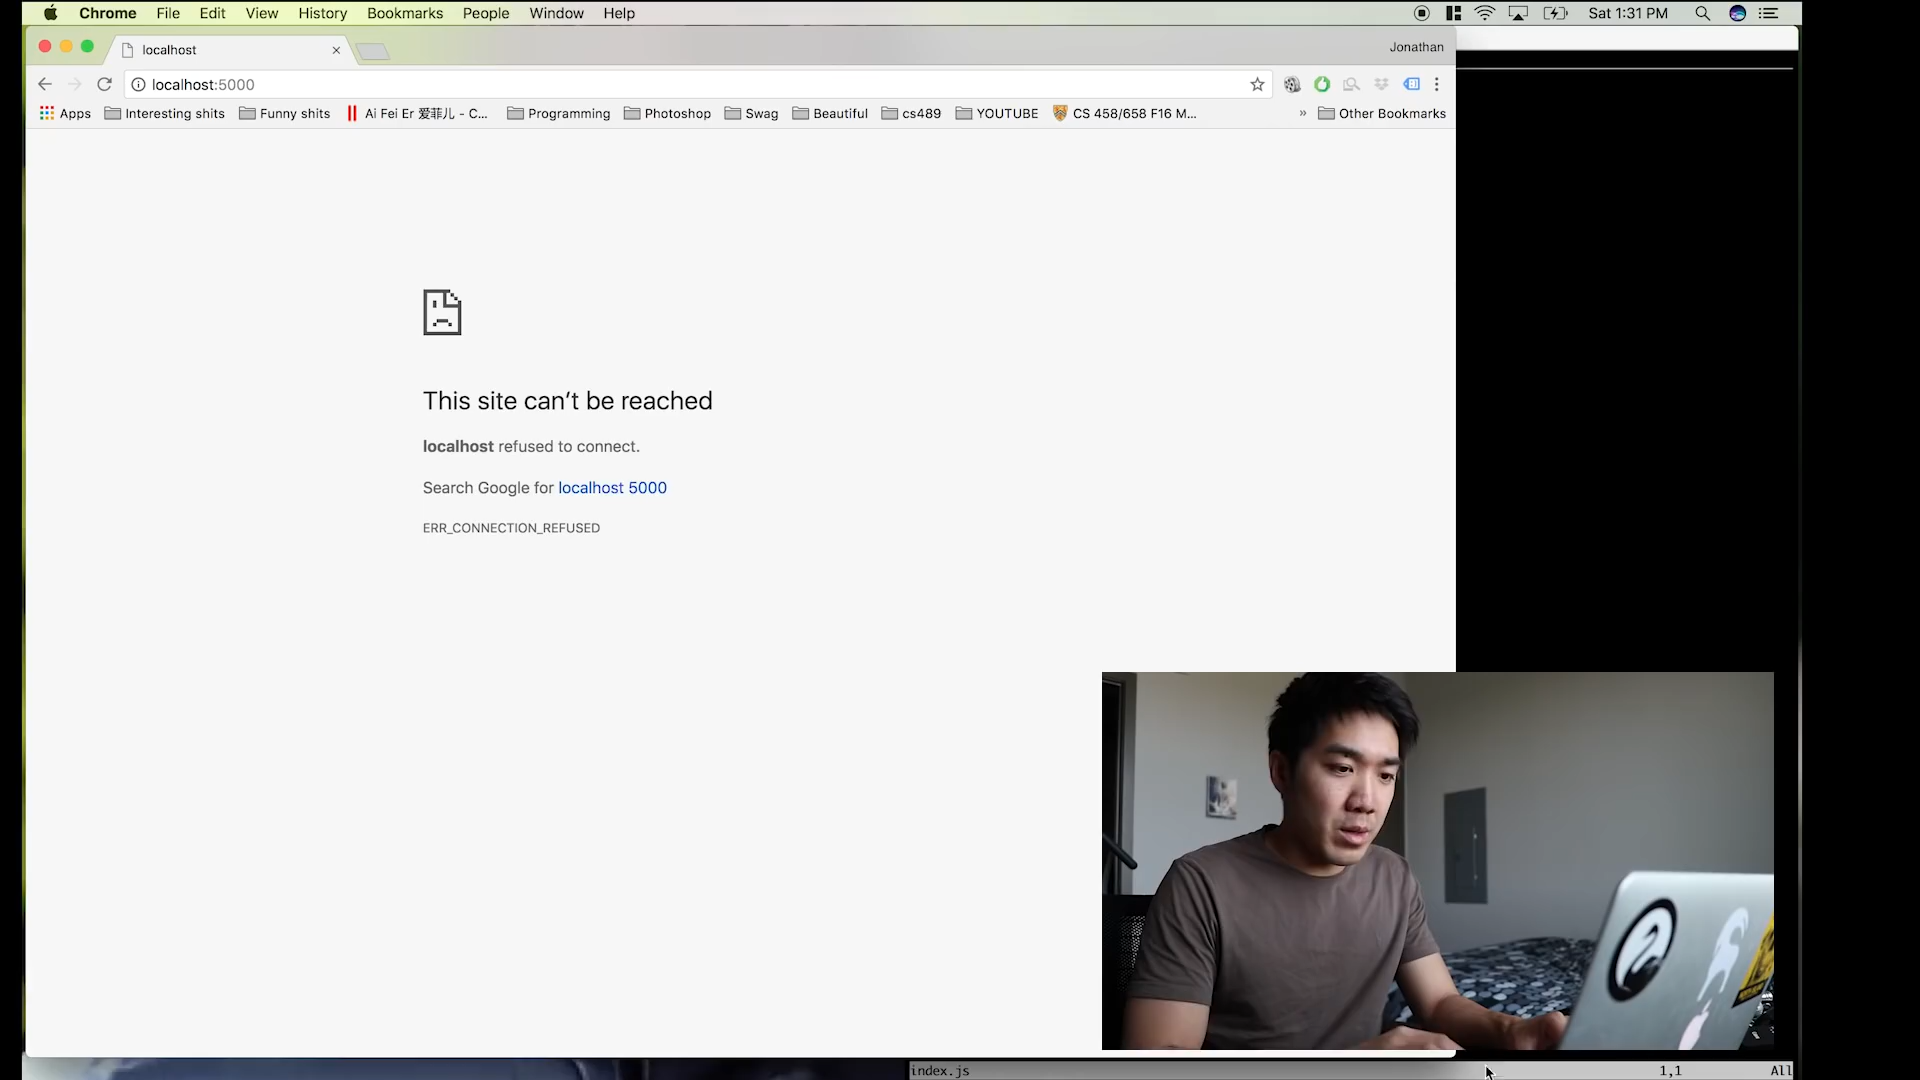 Chrome File Edit View History Bookmarks People Window Help Sat 1:31 PM
localhost Jonathan
localhost:5000
Apps Interesting shits Funny shits Ai Fei Er 爱菲儿 - C... Programming Photoshop Swag Beautiful cs489 YOUTUBE CS 458/658 F16 M... » Other Bookmarks
This site can't be reached
localhost refused to connect.
Search Google for localhost 5000
ERR_CONNECTION_REFUSED
index.js 1,1 All